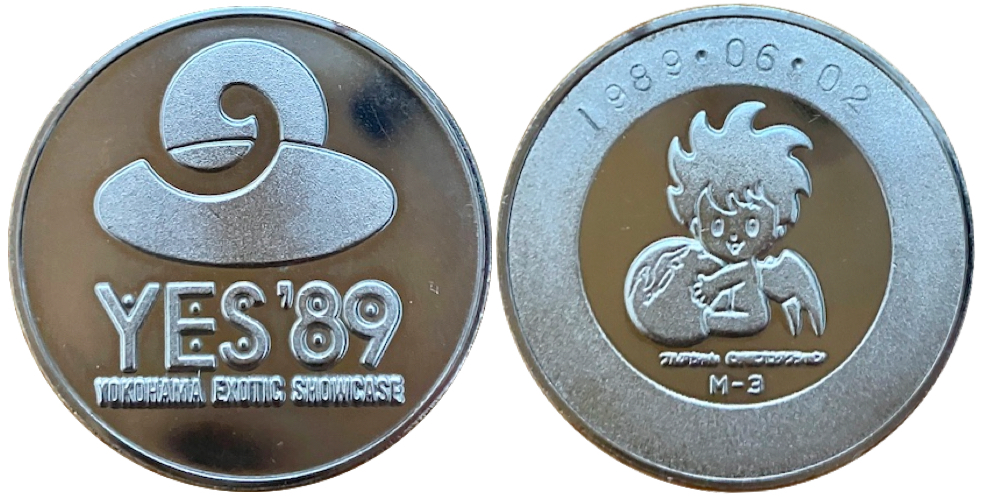 YES '89
YOKOHAMA EXOTIC SHOWCASE
1989・06・02
M-3